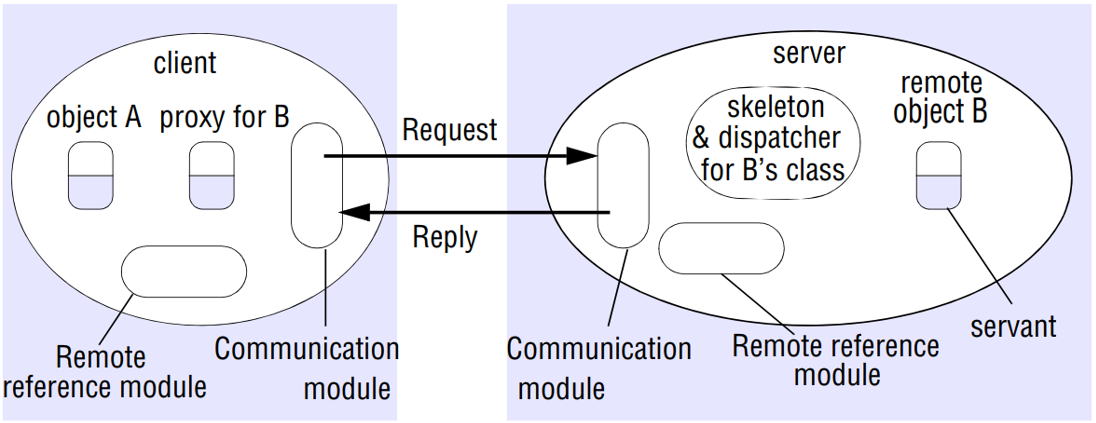 client
object A
proxy for B
Remote
reference module
Communication
module
Request
Reply
server
skeleton
& dispatcher
for B's class
remote
object B
Communication
module
Remote reference
module
servant